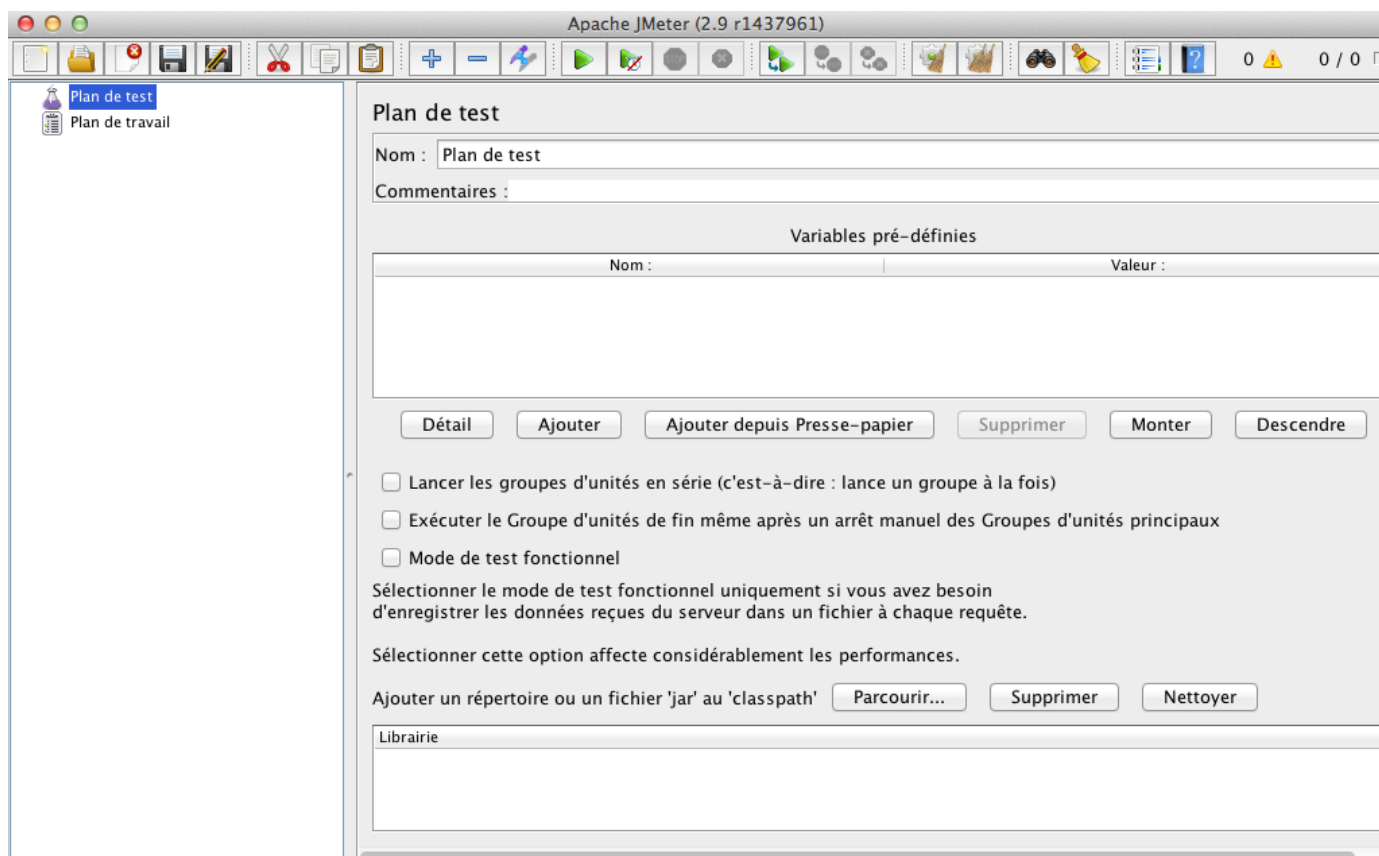 Apache JMeter (2.9 r1437961)
0 0 / 0
Plan de test
Plan de travail
Plan de test
Nom : Plan de test
Commentaires :
Variables pré-définies
Nom : Valeur :
Détail Ajouter Ajouter depuis Presse-papier Supprimer Monter Descendre
Lancer les groupes d'unités en série (c'est-à-dire : lance un groupe à la fois)
Exécuter le Groupe d'unités de fin même après un arrêt manuel des Groupes d'unités principaux
Mode de test fonctionnel
Sélectionner le mode de test fonctionnel uniquement si vous avez besoin
d'enregistrer les données reçues du serveur dans un fichier à chaque requête.
Sélectionner cette option affecte considérablement les performances.
Ajouter un répertoire ou un fichier 'jar' au 'classpath' Parcourir... Supprimer Nettoyer
Librairie